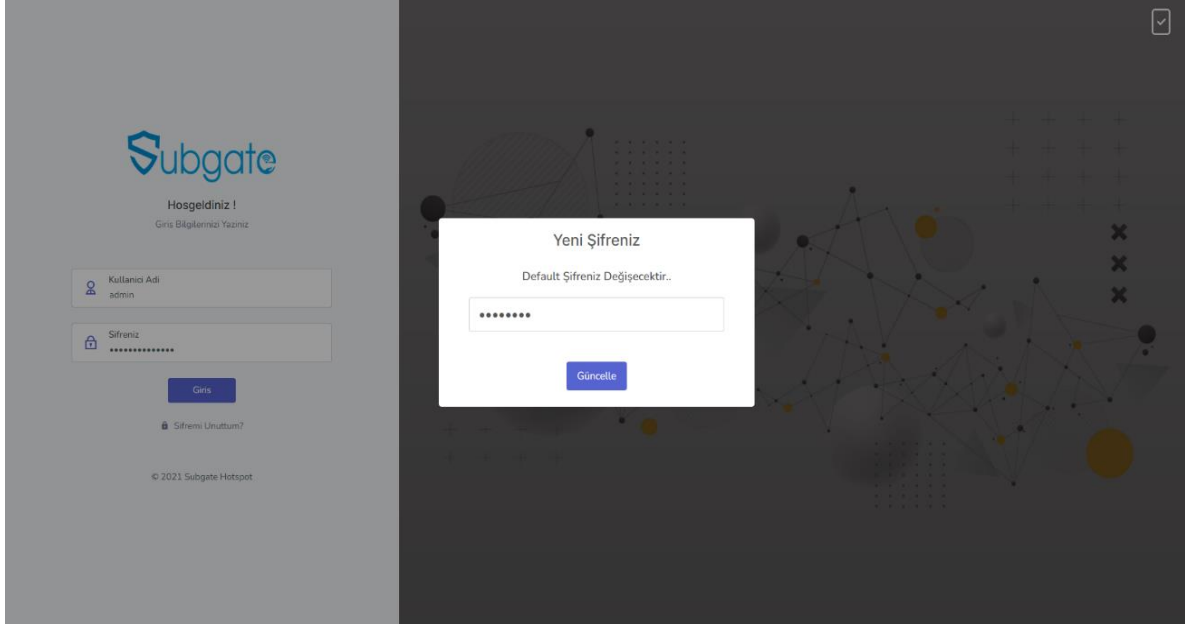 Subgate
Hosgeldiniz !
Giris Bilgilerinizi Yaziniz
Kullanici Adi
admin
Sifreniz
••••••••••••••
Giris
Sifremi Unuttum?
© 2021 Subgate Hotspot
Yeni Şifreniz
Default Şifreniz Değişecektir..
••••••••
Güncelle